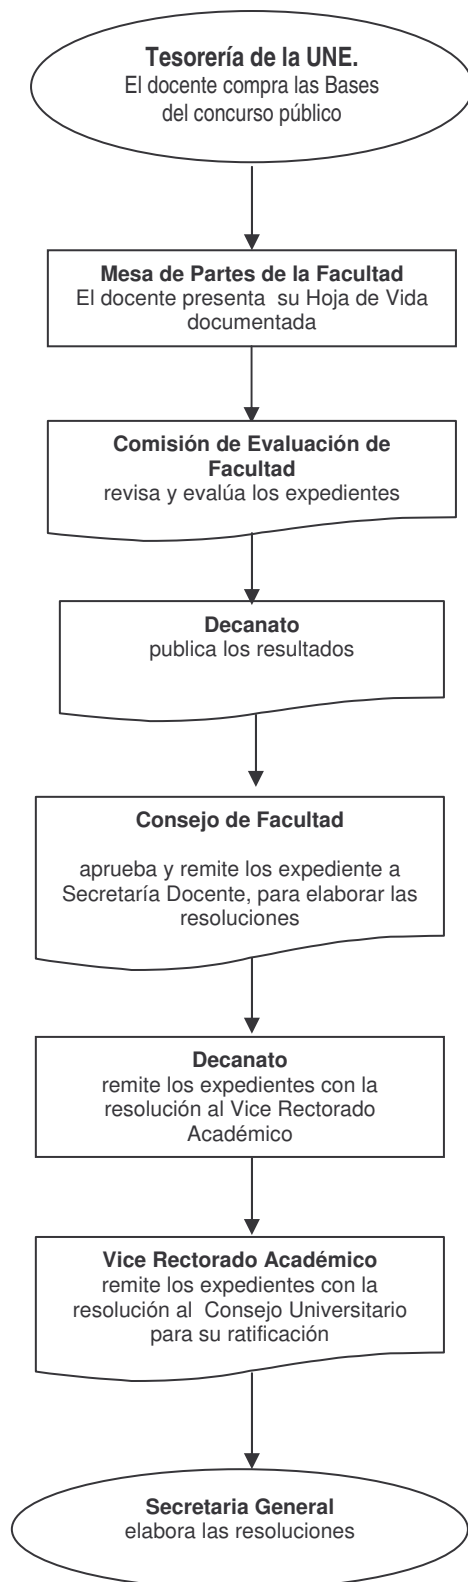 Tesorería de la UNE.
El docente compra las Bases
del concurso público
Mesa de Partes de la Facultad
El docente presenta su Hoja de Vida
documentada
Comisión de Evaluación de
Facultad
revisa y evalúa los expedientes
Decanato
publica los resultados
Consejo de Facultad
aprueba y remite los expediente a
Secretaría Docente, para elaborar las
resoluciones
Decanato
remite los expedientes con la
resolución al Vice Rectorado
Académico
Vice Rectorado Académico
remite los expedientes con la
resolución al Consejo Universitario
para su ratificación
Secretaria General
elabora las resoluciones